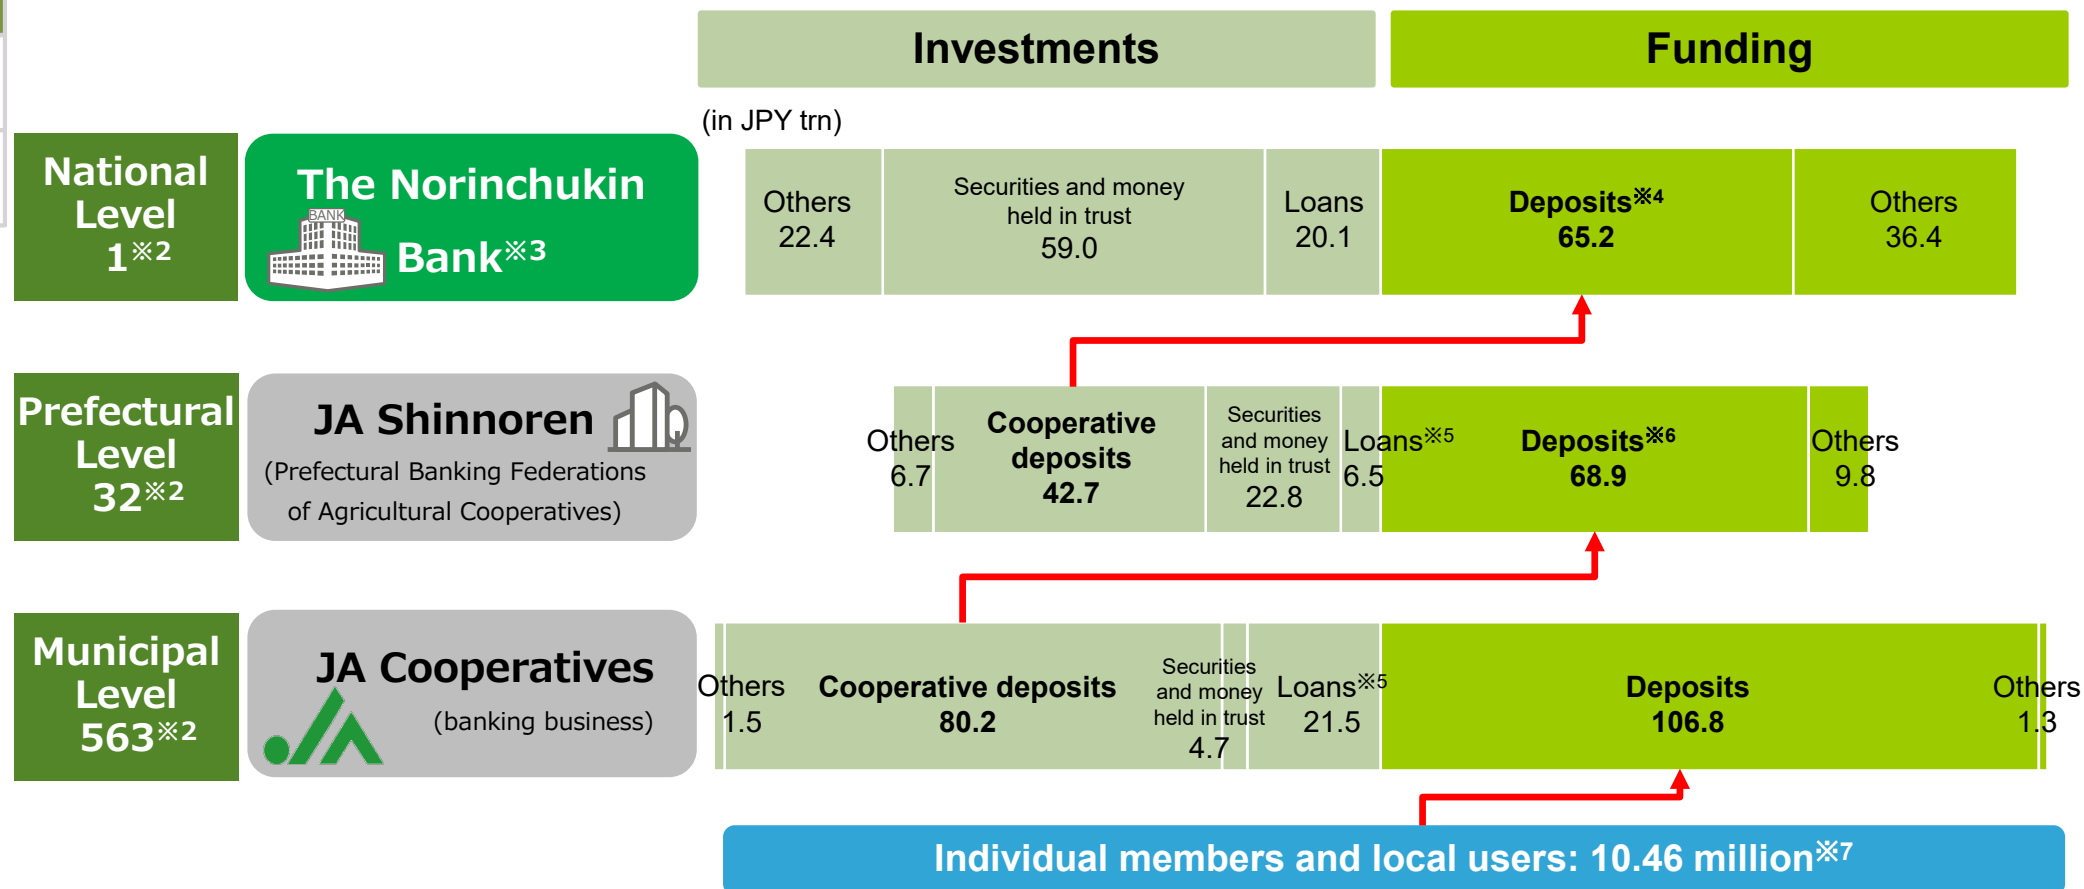 Investments
Funding
(in JPY trn)
National
Level
1※2
The Norinchukin
BANK
Bank※3
Others
22.4
Securities and money
held in trust
59.0
Loans
20.1
Deposits※4
65.2
Others
36.4
Prefectural
Level
32※2
JA Shinnoren
(Prefectural Banking Federations
of Agricultural Cooperatives)
Others
6.7
Cooperative
deposits
42.7
Securities
and money
held in trust
22.8
Loans※5
6.5
Deposits※6
68.9
Others
9.8
Municipal
Level
563※2
JA Cooperatives
(banking business)
Others
1.5
Cooperative deposits
80.2
Securities
and money
held in trust
4.7
Loans※5
21.5
Deposits
106.8
Others
1.3
Individual members and local users: 10.46 million※7